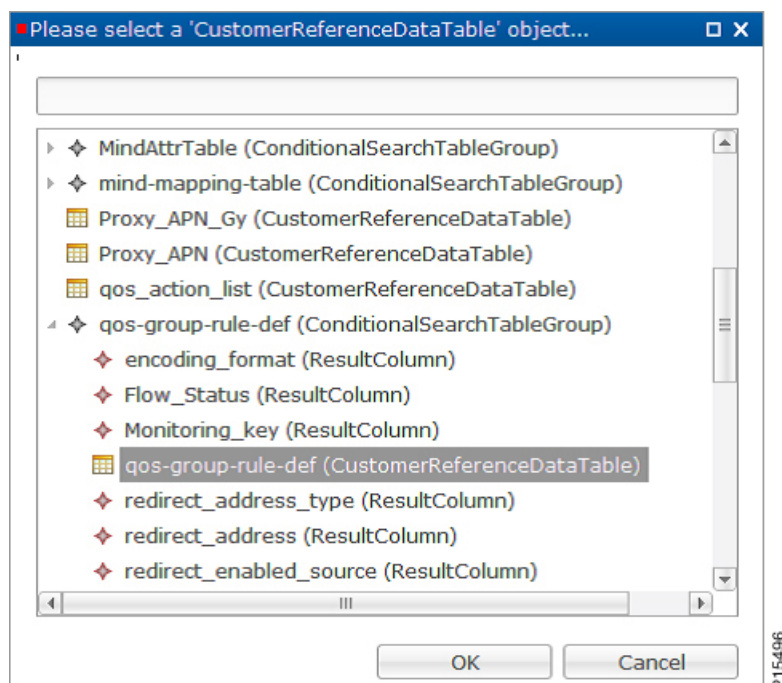 Please select a 'CustomerReferenceDataTable' object...
MindAttrTable (ConditionalSearchTableGroup)
mind-mapping-table (ConditionalSearchTableGroup)
Proxy_APN_Gy (CustomerReferenceDataTable)
Proxy_APN (CustomerReferenceDataTable)
qos_action_list (CustomerReferenceDataTable)
qos-group-rule-def (ConditionalSearchTableGroup)
encoding_format (ResultColumn)
Flow_Status (ResultColumn)
Monitoring_key (ResultColumn)
qos-group-rule-def (CustomerReferenceDataTable)
redirect_address_type (ResultColumn)
redirect_address (ResultColumn)
redirect_enabled_source (ResultColumn)
OK Cancel